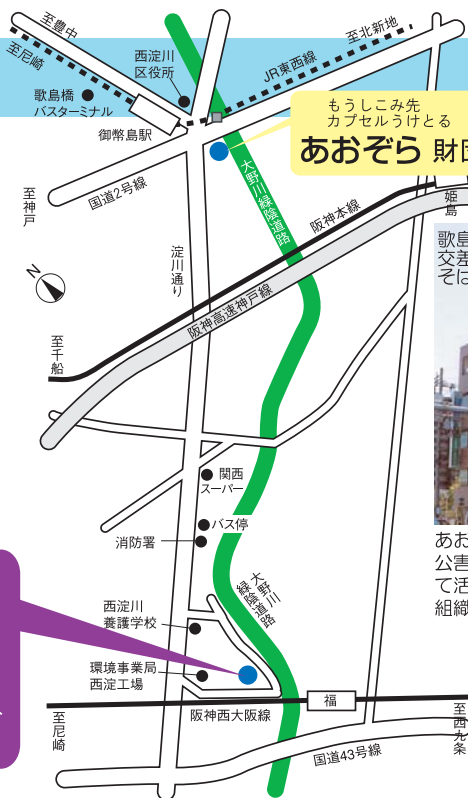 至豊中
至尼崎
西淀川
区役所
JR東西線
至北新地
歌島橋
バスターミナル
御幣島駅
もうしこみ先
カプセルうけとる
あおぞら 財団
至神戸
国道2号線
大野川緑陰道路
阪神本線
姫島
淀川通り
N
阪神高速神戸線
歌島
交差
そば
至千船
関西
スーパー
バス停
消防署
あお
公害
て活
組織
大野川
緑陰道路
西淀川
養護学校
環境事業局
西淀工場
福
阪神西大阪線
至尼崎
至西九条
国道43号線